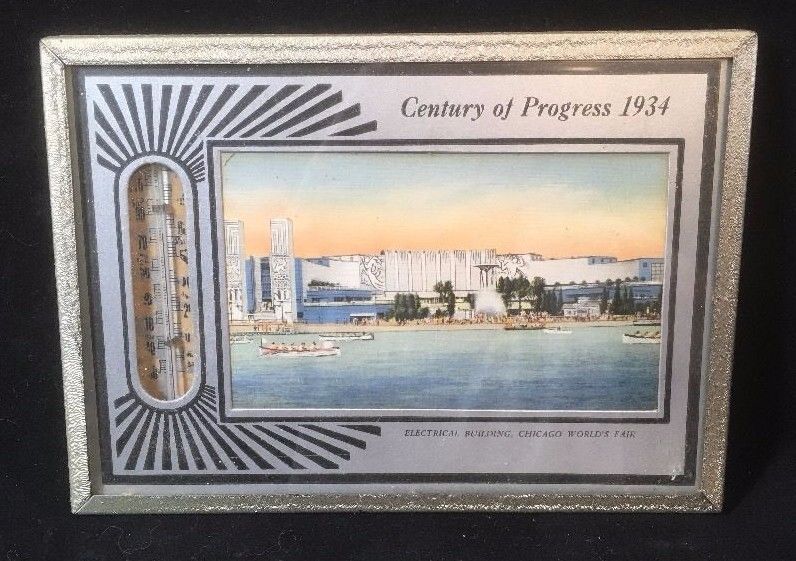 Century of Progress 1934
ELECTRICAL BUILDING, CHICAGO WORLD'S FAIR